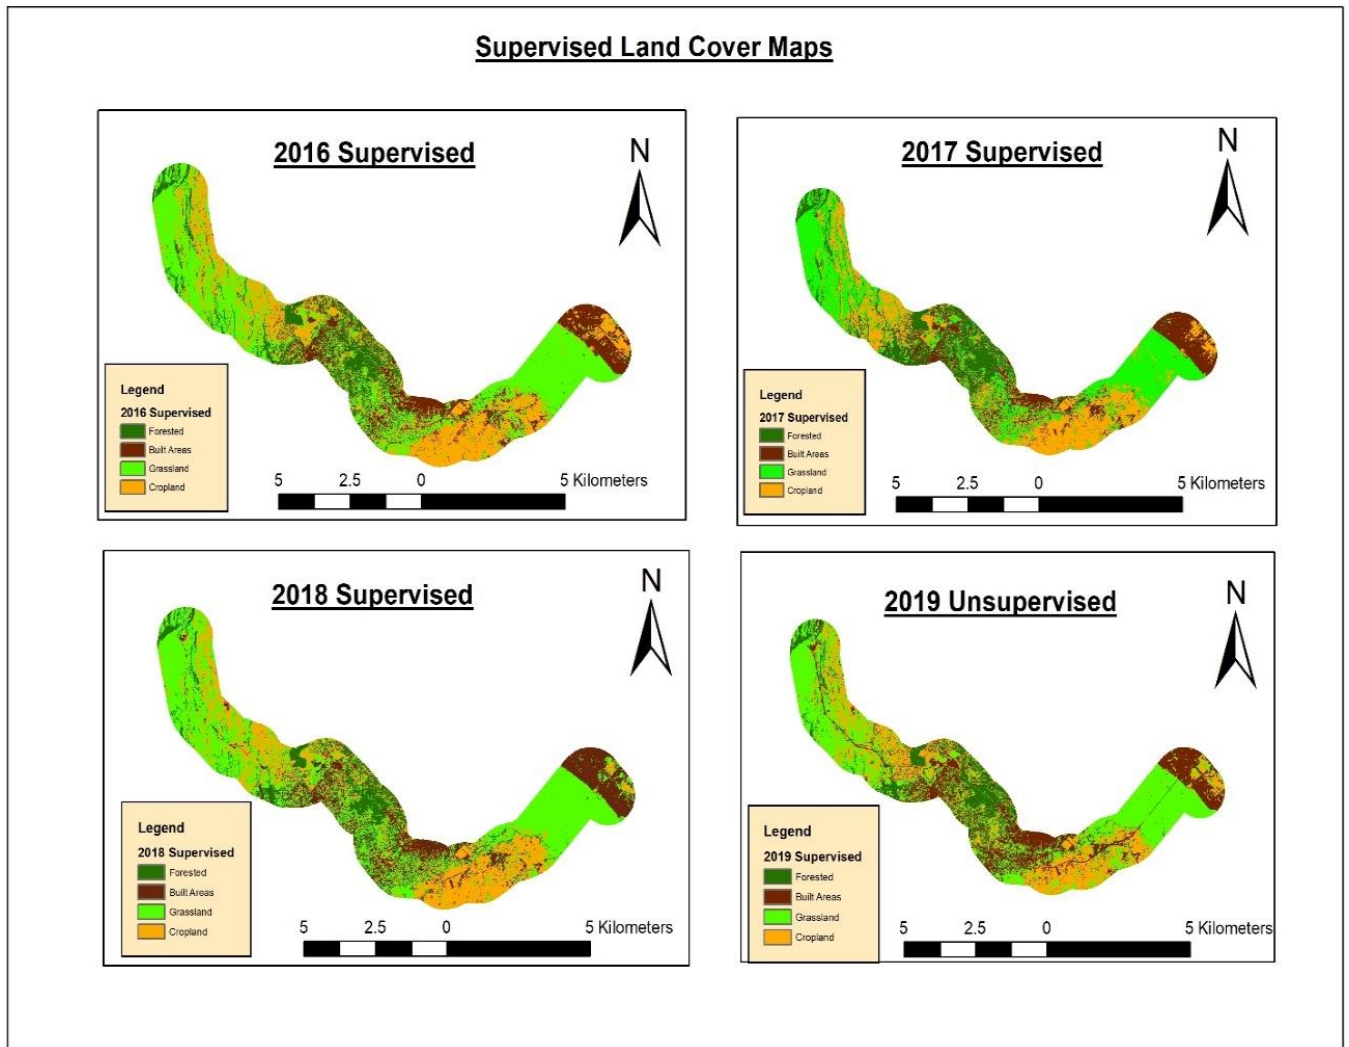 Supervised Land Cover Maps
2016 Supervised
N
Legend
2016 Supervised
Forested
Built Areas
Grassland
Cropland
5 2.5 0 5 Kilometers
2017 Supervised
N
Legend
2017 Supervised
Forested
Built Areas
Grassland
Cropland
5 2.5 0 5 Kilometers
2018 Supervised
N
Legend
2018 Supervised
Forested
Built Areas
Grassland
Cropland
5 2.5 0 5 Kilometers
2019 Unsupervised
N
Legend
2019 Supervised
Forested
Built Areas
Grassland
Cropland
5 2.5 0 5 Kilometers